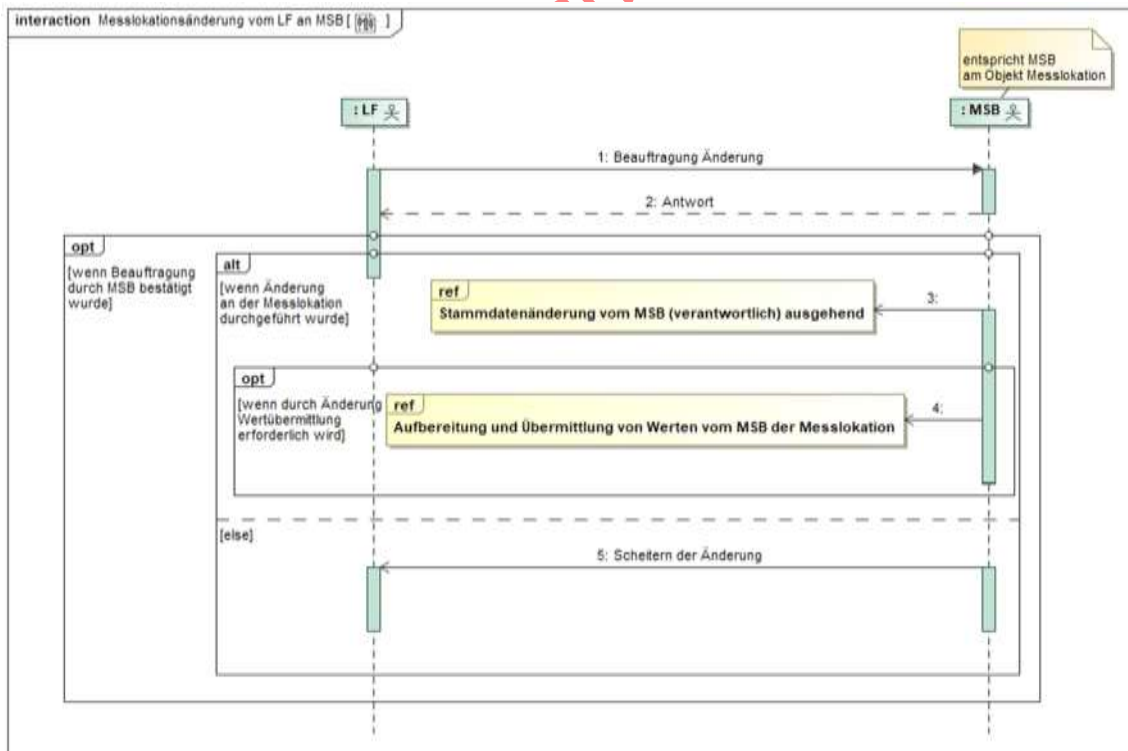 interaction Messlokationsänderung vom LF an MSB [ ]
entspricht MSB
am Objekt Messlokation
: LF
: MSB
1: Beauftragung Änderung
2: Antwort
opt
[wenn Beauftragung
durch MSB bestätigt
wurde]
alt
[wenn Änderung
an der Messlokation
durchgeführt wurde]
ref
Stammdatenänderung vom MSB (verantwortlich) ausgehend
3:
opt
[wenn durch Änderung
Wertübermittlung
erforderlich wird]
ref
Aufbereitung und Übermittlung von Werten vom MSB der Messlokation
4:
[else]
5: Scheitern der Änderung